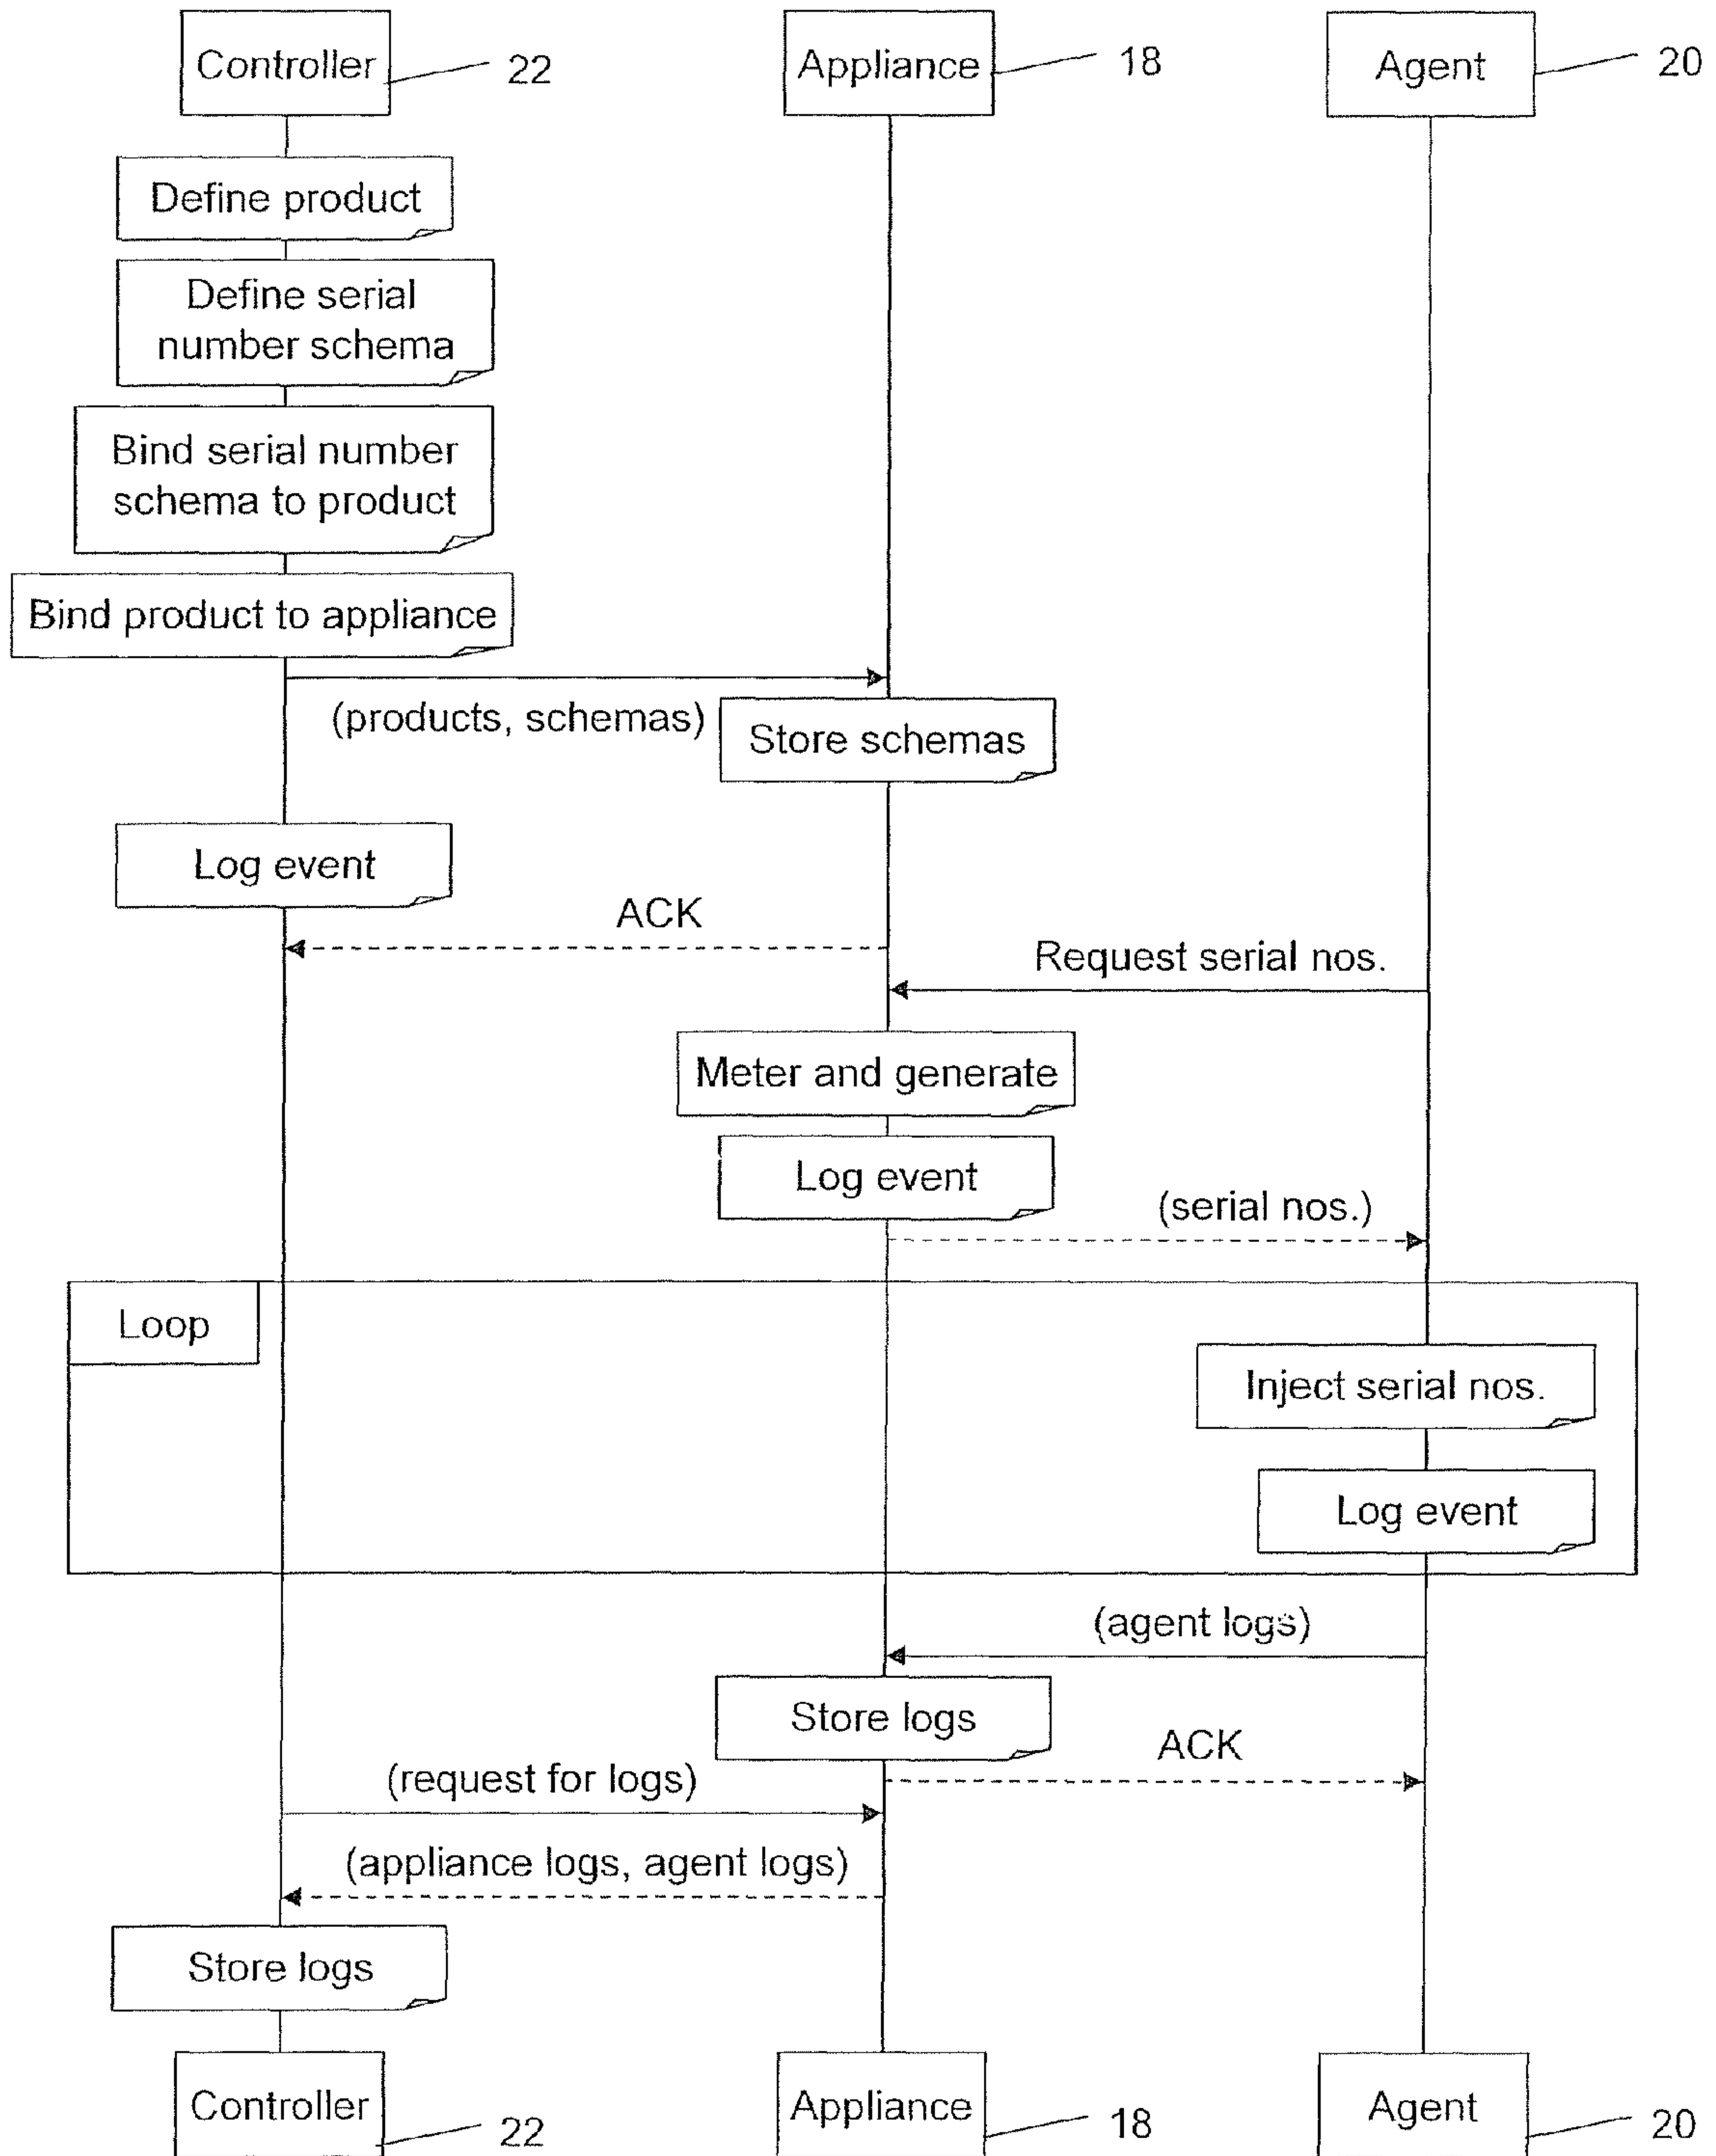 Controller
22
Appliance
18
Agent
20
Define product
Define serial
number schema
Bind serial number
schema to product
Bind product to appliance
(products, schemas)
Store schemas
Log event
ACK
Request serial nos.
Meter and generate
Log event
(serial nos.)
Loop
Inject serial nos.
Log event
(agent logs)
Store logs
ACK
(request for logs)
(appliance logs, agent logs)
Store logs
Controller
22
Appliance
18
Agent
20